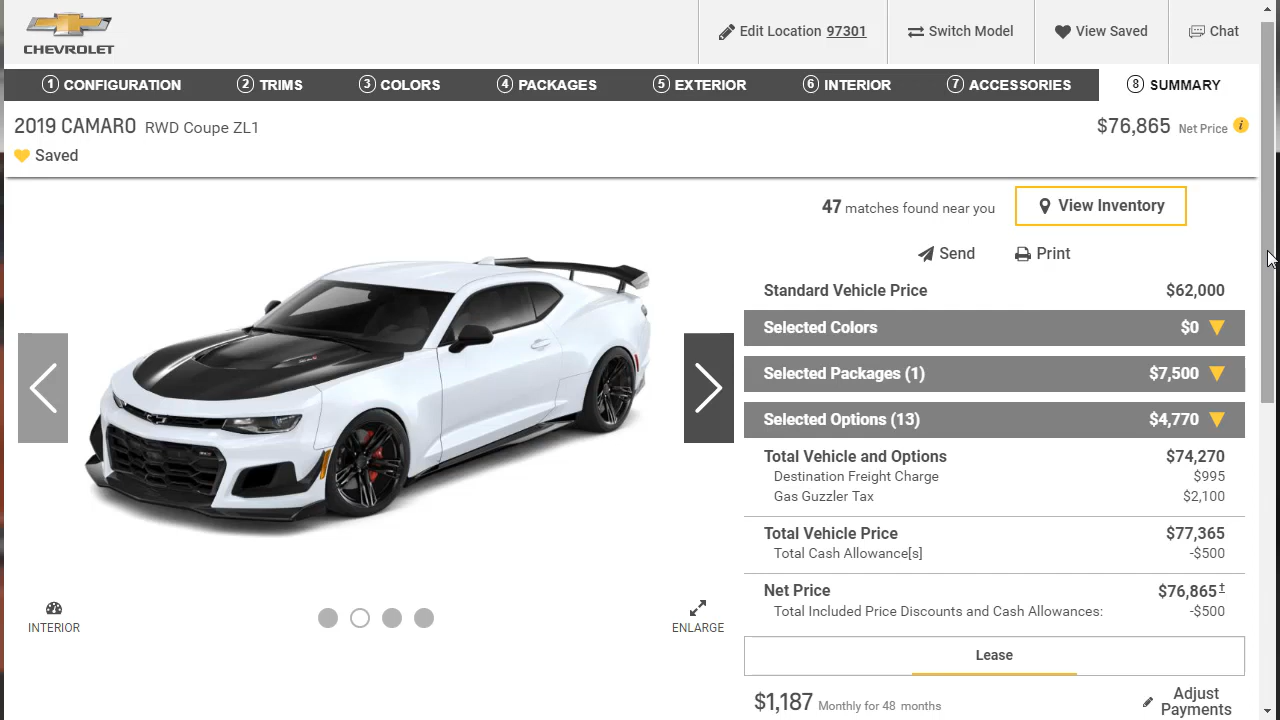 CHEVROLET
Edit Location 97301
Switch Model
View Saved
Chat
1 CONFIGURATION
2 TRIMS
3 COLORS
4 PACKAGES
5 EXTERIOR
6 INTERIOR
7 ACCESSORIES
8 SUMMARY
2019 CAMARO RWD Coupe ZL1
$76,865 Net Price i
Saved
47 matches found near you
View Inventory
Send
Print
Standard Vehicle Price $62,000
Selected Colors $0
Selected Packages (1) $7,500
Selected Options (13) $4,770
Total Vehicle and Options $74,270
Destination Freight Charge $995
Gas Guzzler Tax $2,100
Total Vehicle Price $77,365
Total Cash Allowance[s] -$500
Net Price $76,865‡
Total Included Price Discounts and Cash Allowances: -$500
INTERIOR
ENLARGE
Lease
$1,187 Monthly for 48 months
Adjust
Payments